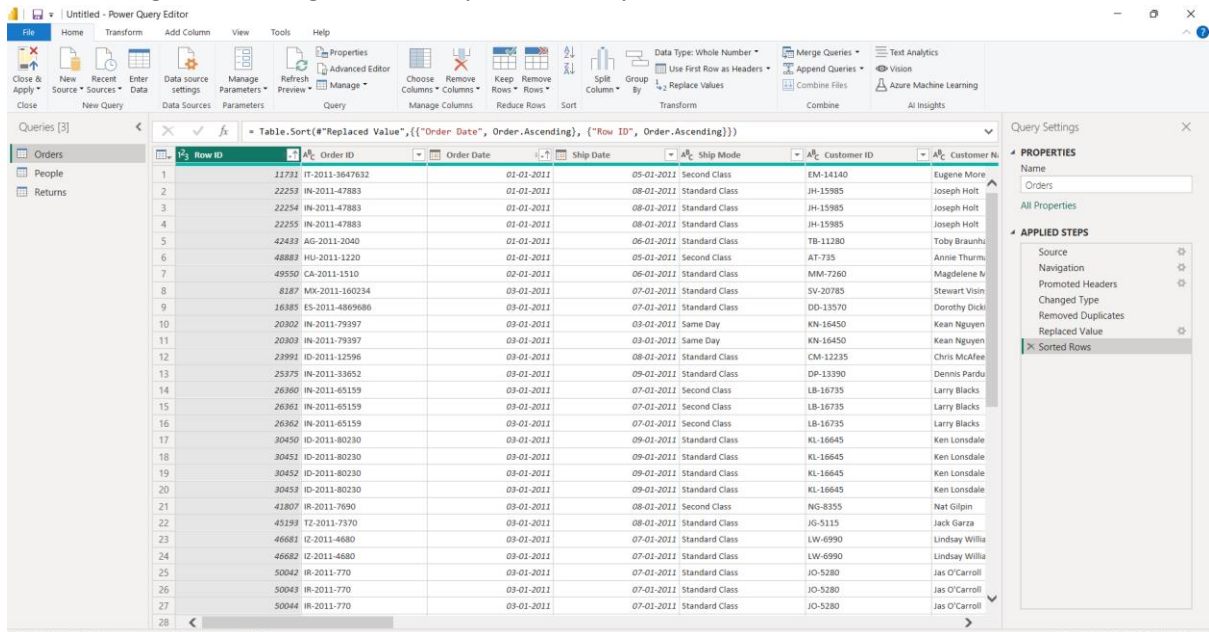 Untitled - Power Query Editor
File Home Transform Add Column View Tools Help
Close & Apply
New Source
Recent Sources
Enter Data
Data source settings
Manage Parameters
Refresh Preview
Properties
Advanced Editor
Manage
Choose Columns
Remove Columns
Keep Rows
Remove Rows
Split Column
Group By
Data Type: Whole Number
Use First Row as Headers
Replace Values
Merge Queries
Append Queries
Combine Files
Text Analytics
Vision
Azure Machine Learning
Close New Query Data Sources Parameters Query Manage Columns Reduce Rows Sort Transform Combine AI Insights
Queries [3]
Orders
People
Returns
= Table.Sort(#"Replaced Value",{{"Order Date", Order.Ascending}, {"Row ID", Order.Ascending}})
Row ID Order ID Order Date Ship Date Ship Mode Customer ID Customer N
1 11731 IT-2011-3647632 01-01-2011 05-01-2011 Second Class EM-14140 Eugene More
2 22253 IN-2011-47883 01-01-2011 08-01-2011 Standard Class JH-15985 Joseph Holt
3 22254 IN-2011-47883 01-01-2011 08-01-2011 Standard Class JH-15985 Joseph Holt
4 22255 IN-2011-47883 01-01-2011 08-01-2011 Standard Class JH-15985 Joseph Holt
5 42433 AG-2011-2040 01-01-2011 06-01-2011 Standard Class TB-11280 Toby Braunha
6 48883 HU-2011-1220 01-01-2011 05-01-2011 Second Class AT-735 Annie Thurma
7 49550 CA-2011-1510 02-01-2011 06-01-2011 Standard Class MM-7260 Magdelene M
8 8187 MX-2011-160234 03-01-2011 07-01-2011 Standard Class SV-20785 Stewart Visin
9 16385 ES-2011-4869686 03-01-2011 07-01-2011 Standard Class DD-13570 Dorothy Dicki
10 20302 IN-2011-79397 03-01-2011 03-01-2011 Same Day KN-16450 Kean Nguyen
11 20303 IN-2011-79397 03-01-2011 03-01-2011 Same Day KN-16450 Kean Nguyen
12 23991 ID-2011-12596 03-01-2011 08-01-2011 Standard Class CM-12235 Chris McAfee
13 25375 IN-2011-33652 03-01-2011 09-01-2011 Standard Class DP-13390 Dennis Pardu
14 26360 IN-2011-65159 03-01-2011 07-01-2011 Second Class LB-16735 Larry Blacks
15 26361 IN-2011-65159 03-01-2011 07-01-2011 Second Class LB-16735 Larry Blacks
16 26362 IN-2011-65159 03-01-2011 07-01-2011 Second Class LB-16735 Larry Blacks
17 30450 ID-2011-80230 03-01-2011 09-01-2011 Standard Class KL-16645 Ken Lonsdale
18 30451 ID-2011-80230 03-01-2011 09-01-2011 Standard Class KL-16645 Ken Lonsdale
19 30452 ID-2011-80230 03-01-2011 09-01-2011 Standard Class KL-16645 Ken Lonsdale
20 30453 ID-2011-80230 03-01-2011 09-01-2011 Standard Class KL-16645 Ken Lonsdale
21 41807 IR-2011-7690 03-01-2011 08-01-2011 Second Class NG-8355 Nat Gilpin
22 45193 TZ-2011-7370 03-01-2011 08-01-2011 Standard Class JG-5115 Jack Garza
23 46681 IZ-2011-4680 03-01-2011 07-01-2011 Standard Class LW-6990 Lindsay Willia
24 46682 IZ-2011-4680 03-01-2011 07-01-2011 Standard Class LW-6990 Lindsay Willia
25 50042 IR-2011-770 03-01-2011 07-01-2011 Standard Class JO-5280 Jas O'Carroll
26 50043 IR-2011-770 03-01-2011 07-01-2011 Standard Class JO-5280 Jas O'Carroll
27 50044 IR-2011-770 03-01-2011 07-01-2011 Standard Class JO-5280 Jas O'Carroll
28
Query Settings
PROPERTIES
Name
Orders
All Properties
APPLIED STEPS
Source
Navigation
Promoted Headers
Changed Type
Removed Duplicates
Replaced Value
Sorted Rows